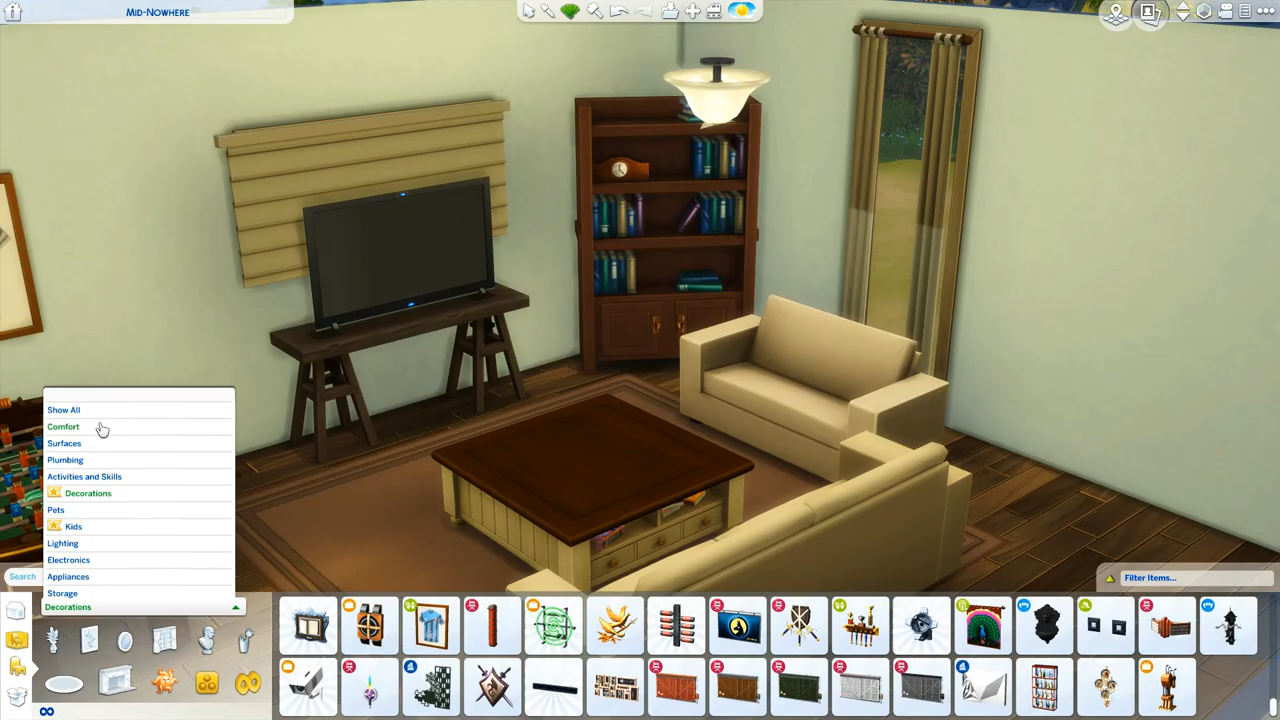 Mid-Nowhere
Show All
Comfort
Surfaces
Plumbing
Activities and Skills
Decorations
Pets
Kids
Lighting
Electronics
Appliances
Storage
Search
Decorations
Filter Items...